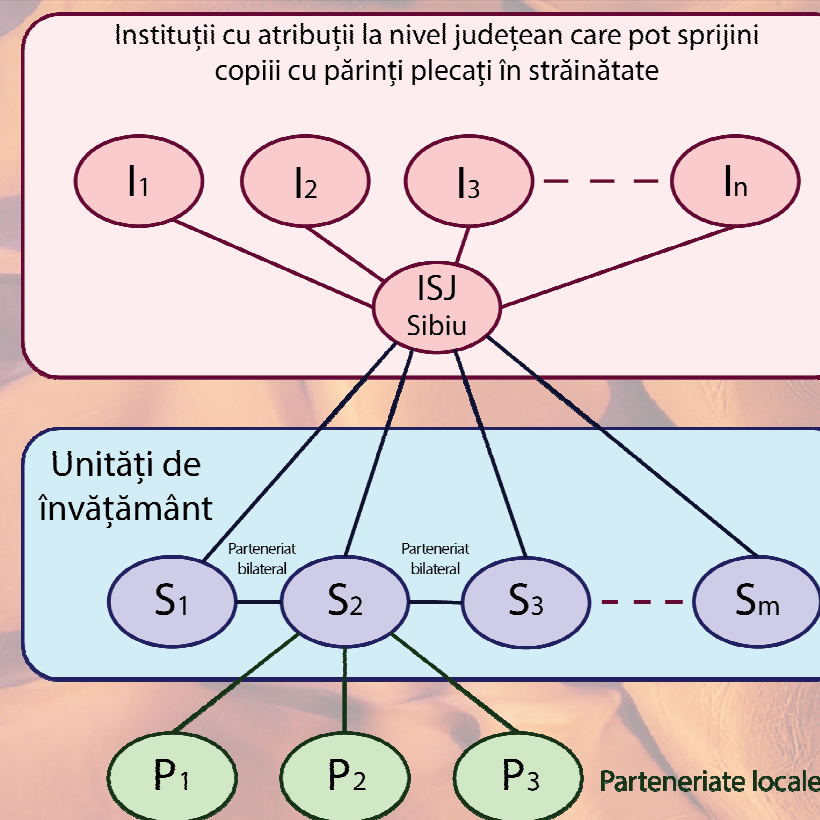 Instituții cu atribuții la nivel județean care pot sprijini
copiii cu părinți plecați în străinătate
I1 I2 I3 In
ISJ
Sibiu
Unități de
învățământ
Parteneriat
bilateral
Parteneriat
bilateral
S1 S2 S3 Sm
P1 P2 P3 Parteneriate locale